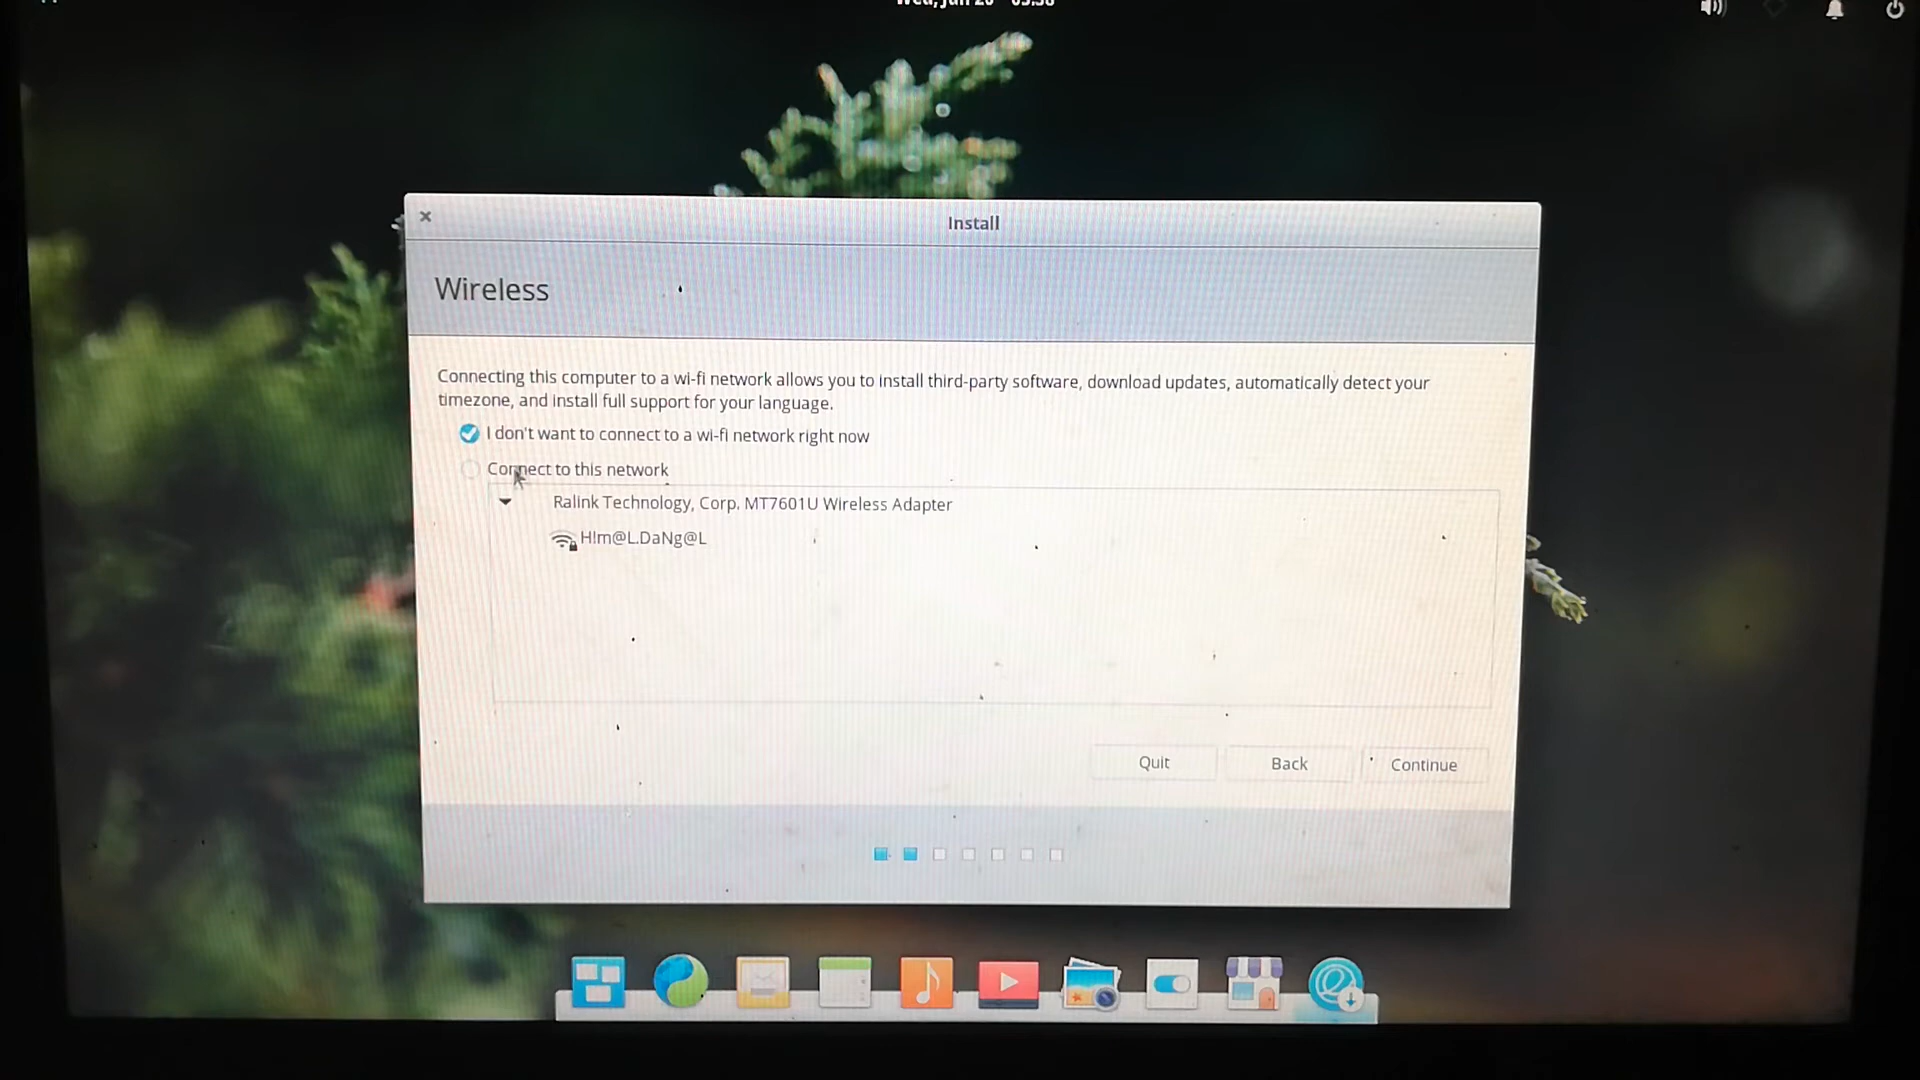 Install
Wireless
Connecting this computer to a wi-fi network allows you to install third-party software, download updates, automatically detect your
timezone, and install full support for your language.
I don't want to connect to a wi-fi network right now
Connect to this network
Ralink Technology, Corp. MT7601U Wireless Adapter
H!m@L.DaNg@L
Quit
Back
Continue